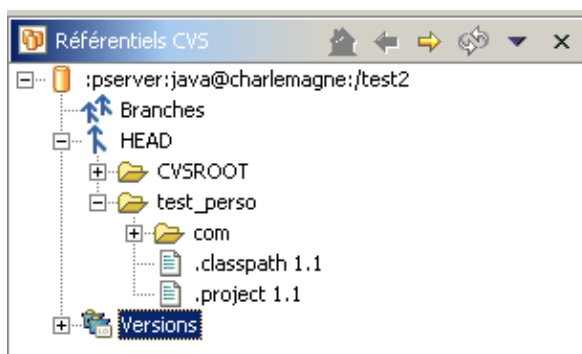 Référentiels CVS
:pserver:java@charlemagne:/test2
Branches
HEAD
CVSROOT
test_perso
com
.classpath 1.1
.project 1.1
Versions